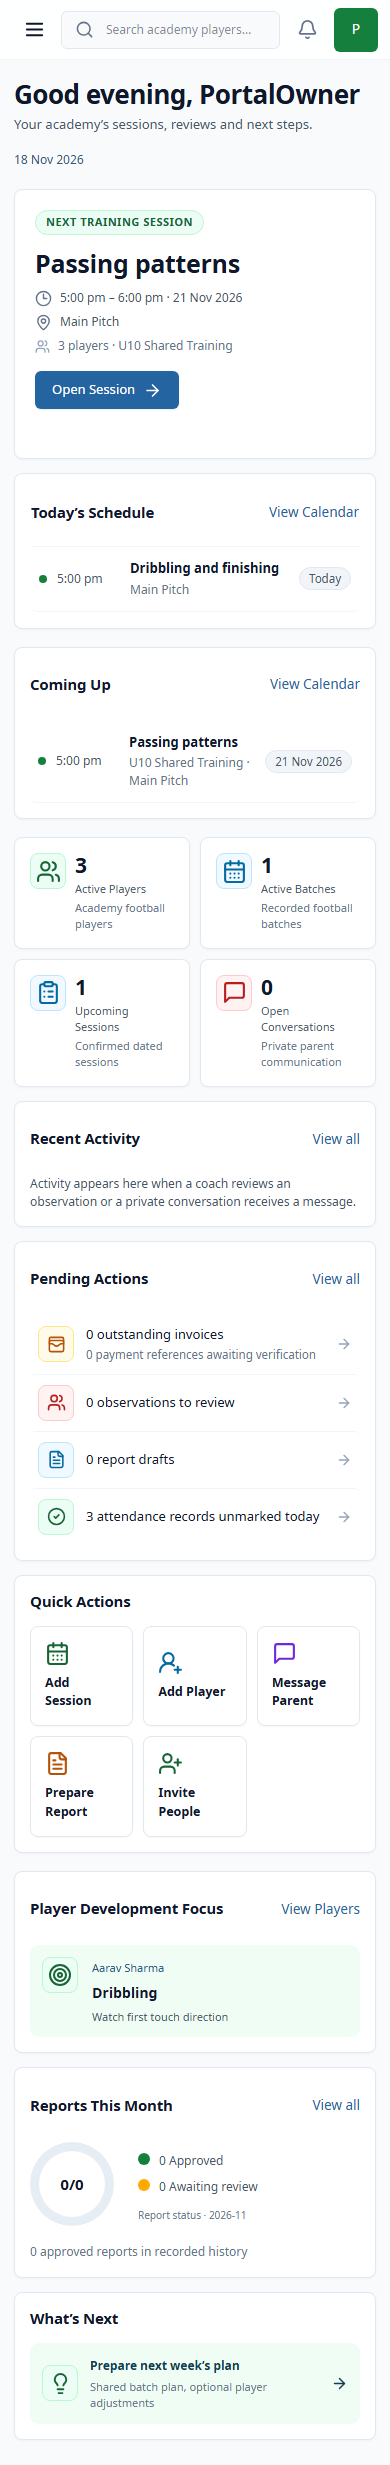 Search academy players...
P
Good evening, PortalOwner
Your academy's sessions, reviews and next steps.
18 Nov 2026
NEXT TRAINING SESSION
Passing patterns
5:00 pm – 6:00 pm · 21 Nov 2026
Main Pitch
3 players · U10 Shared Training
Open Session
Today's Schedule
View Calendar
5:00 pm
Dribbling and finishing
Main Pitch
Today
Coming Up
View Calendar
5:00 pm
Passing patterns
U10 Shared Training ·
Main Pitch
21 Nov 2026
3
Active Players
Academy football
players
1
Active Batches
Recorded football
batches
1
Upcoming
Sessions
Confirmed dated
sessions
0
Open
Conversations
Private parent
communication
Recent Activity
View all
Activity appears here when a coach reviews an
observation or a private conversation receives a message.
Pending Actions
View all
0 outstanding invoices
0 payment references awaiting verification
0 observations to review
0 report drafts
3 attendance records unmarked today
Quick Actions
Add
Session
Add Player
Message
Parent
Prepare
Report
Invite
People
Player Development Focus
View Players
Aarav Sharma
Dribbling
Watch first touch direction
Reports This Month
View all
0/0
0 Approved
0 Awaiting review
Report status · 2026-11
0 approved reports in recorded history
What's Next
Prepare next week's plan
Shared batch plan, optional player
adjustments